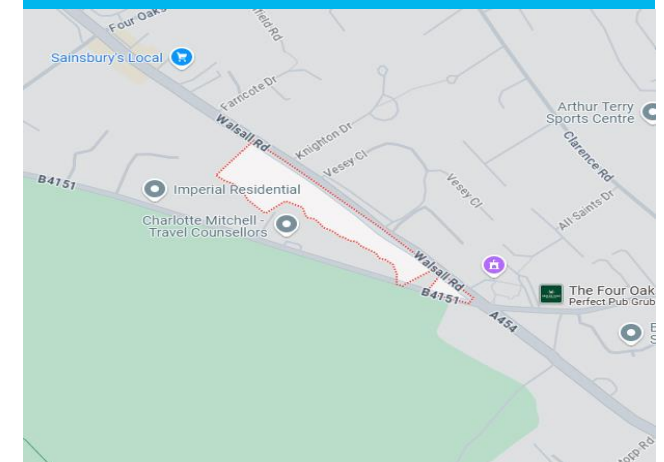 Four Oaks
Sainsbury's Local
Farncote Dr
Walsall Rd
Knighton Dr
Vesey Cl
Arthur Terry
Sports Centre
Clarence Rd
B4151
Imperial Residential
Charlotte Mitchell -
Travel Counsellors
Vesey Cl
All Saints Dr
Walsall Rd
B4151
The Four Oak
Perfect Pub Grub
A454